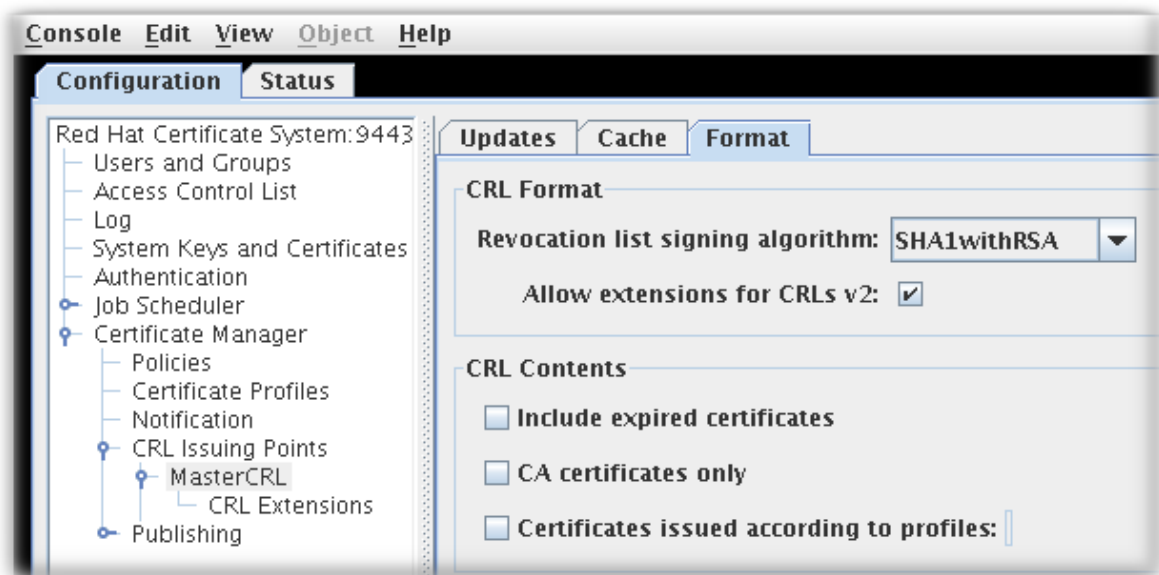 Console Edit View Object Help
Configuration Status
Red Hat Certificate System:9443
Users and Groups
Access Control List
Log
System Keys and Certificates
Authentication
Job Scheduler
Certificate Manager
Policies
Certificate Profiles
Notification
CRL Issuing Points
MasterCRL
CRL Extensions
Publishing
Updates Cache Format
CRL Format
Revocation list signing algorithm: SHA1withRSA
Allow extensions for CRLs v2:
CRL Contents
Include expired certificates
CA certificates only
Certificates issued according to profiles: